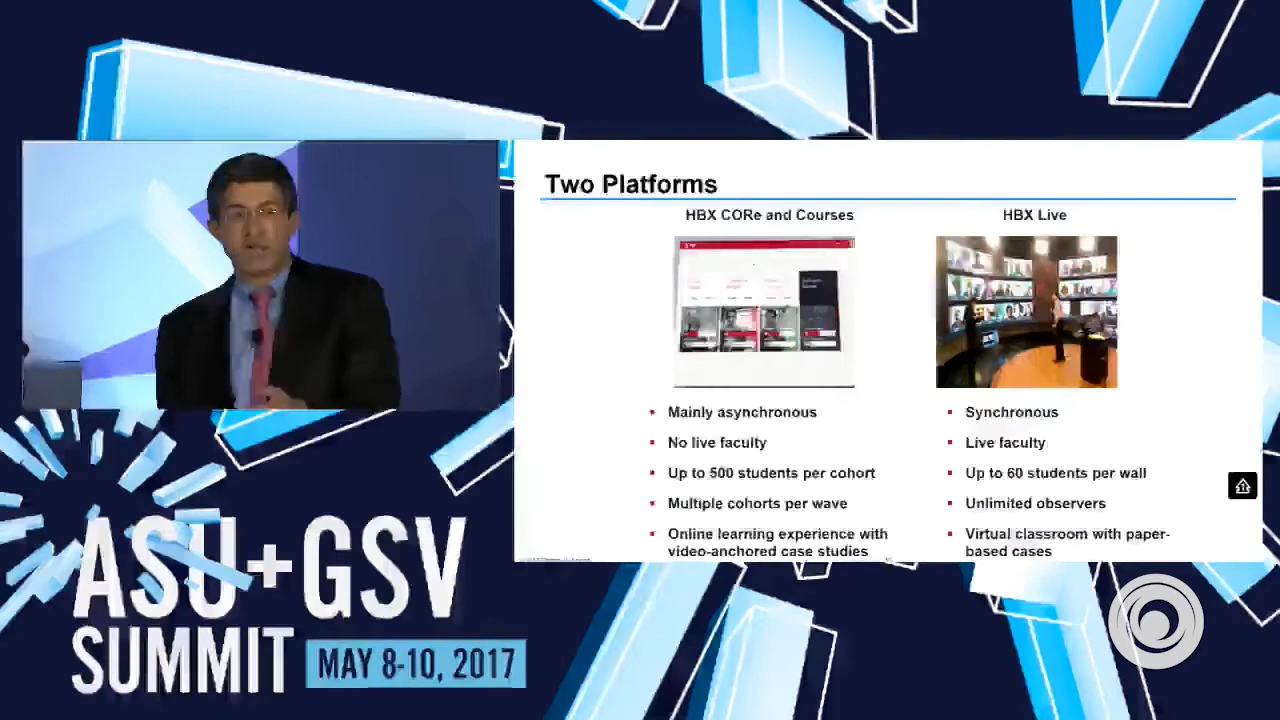 Two Platforms
HBX CORe and Courses
HBX Live
Mainly asynchronous
No live faculty
Up to 500 students per cohort
Multiple cohorts per wave
Online learning experience with
video-anchored case studies
Synchronous
Live faculty
Up to 60 students per wall
Unlimited observers
Virtual classroom with paper-
based cases
ASU+GSV
SUMMIT
MAY 8-10, 2017